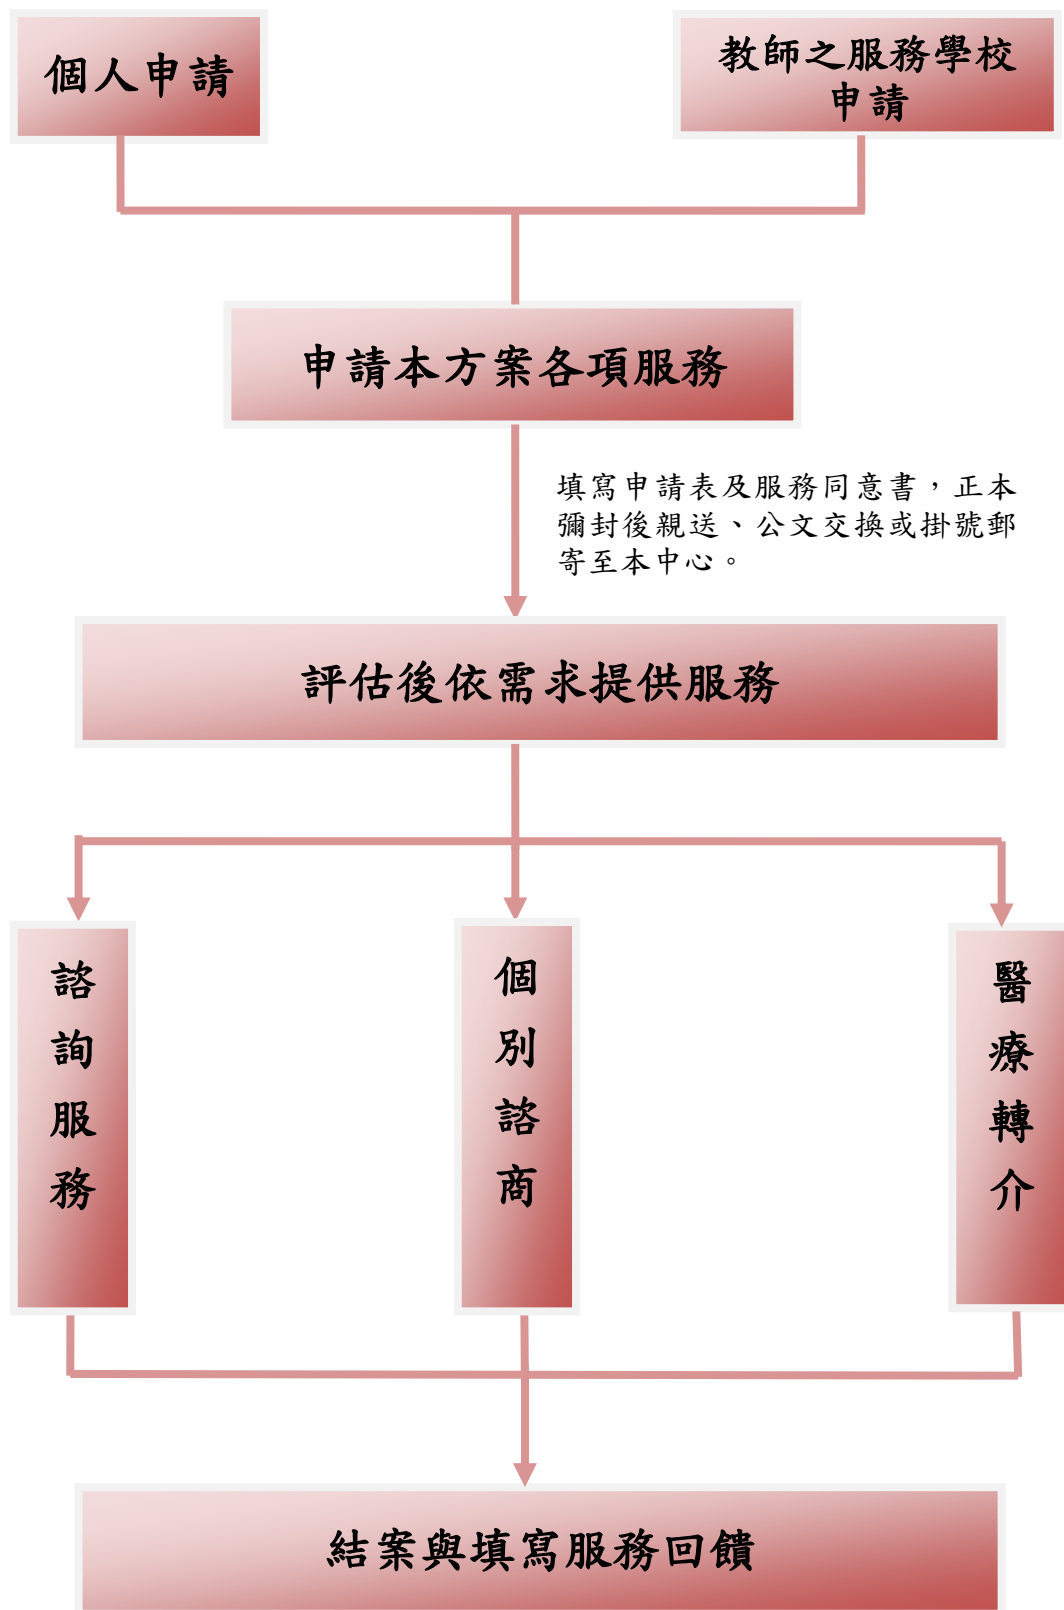 個人申請
教師之服務學校
申請
申請本方案各項服務
填寫申請表及服務同意書，正本
彌封後親送、公文交換或掛號郵
寄至本中心。
評估後依需求提供服務
諮詢服務
個別諮商
醫療轉介
結案與填寫服務回饋